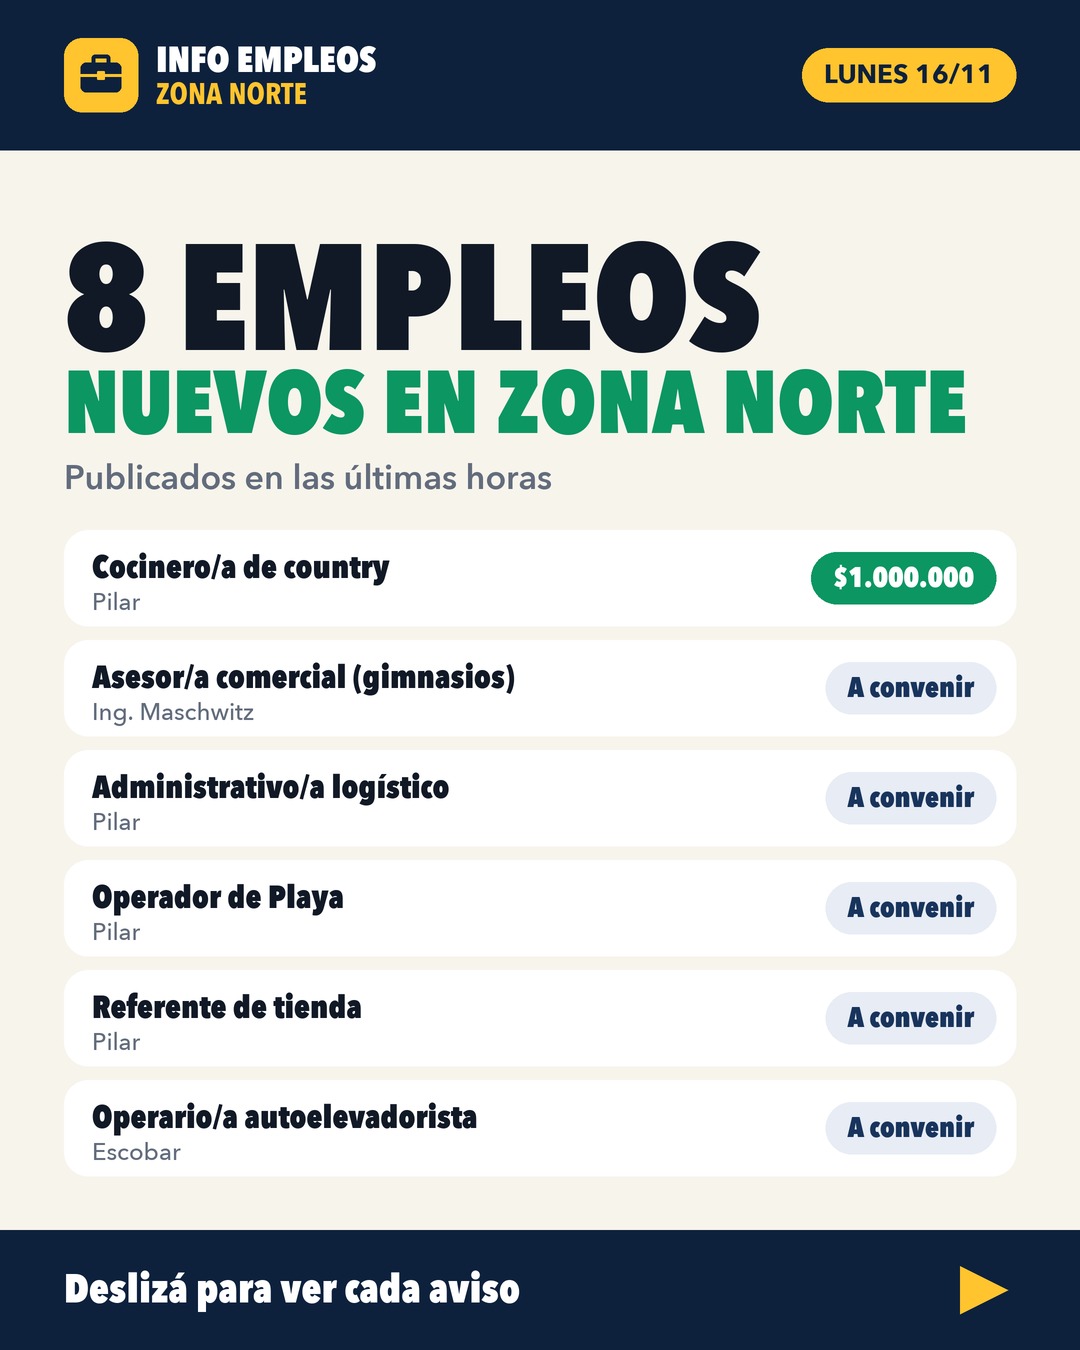 INFO EMPLEOS
ZONA NORTE
LUNES 16/11
8 EMPLEOS
NUEVOS EN ZONA NORTE
Publicados en las últimas horas
Cocinero/a de country
Pilar
$1.000.000
Asesor/a comercial (gimnasios)
Ing. Maschwitz
A convenir
Administrativo/a logístico
Pilar
A convenir
Operador de Playa
Pilar
A convenir
Referente de tienda
Pilar
A convenir
Operario/a autoelevadorista
Escobar
A convenir
Deslizá para ver cada aviso